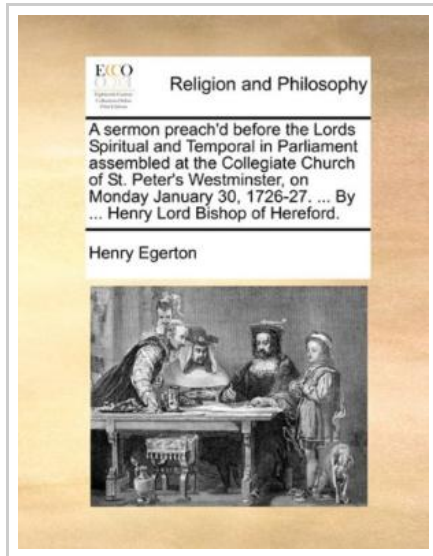 ECCO
Religion and Philosophy
A sermon preach'd before the Lords
Spiritual and Temporal in Parliament
assembled at the Collegiate Church
of St. Peter's Westminster, on
Monday January 30, 1726-27. ... By
... Henry Lord Bishop of Hereford.
Henry Egerton